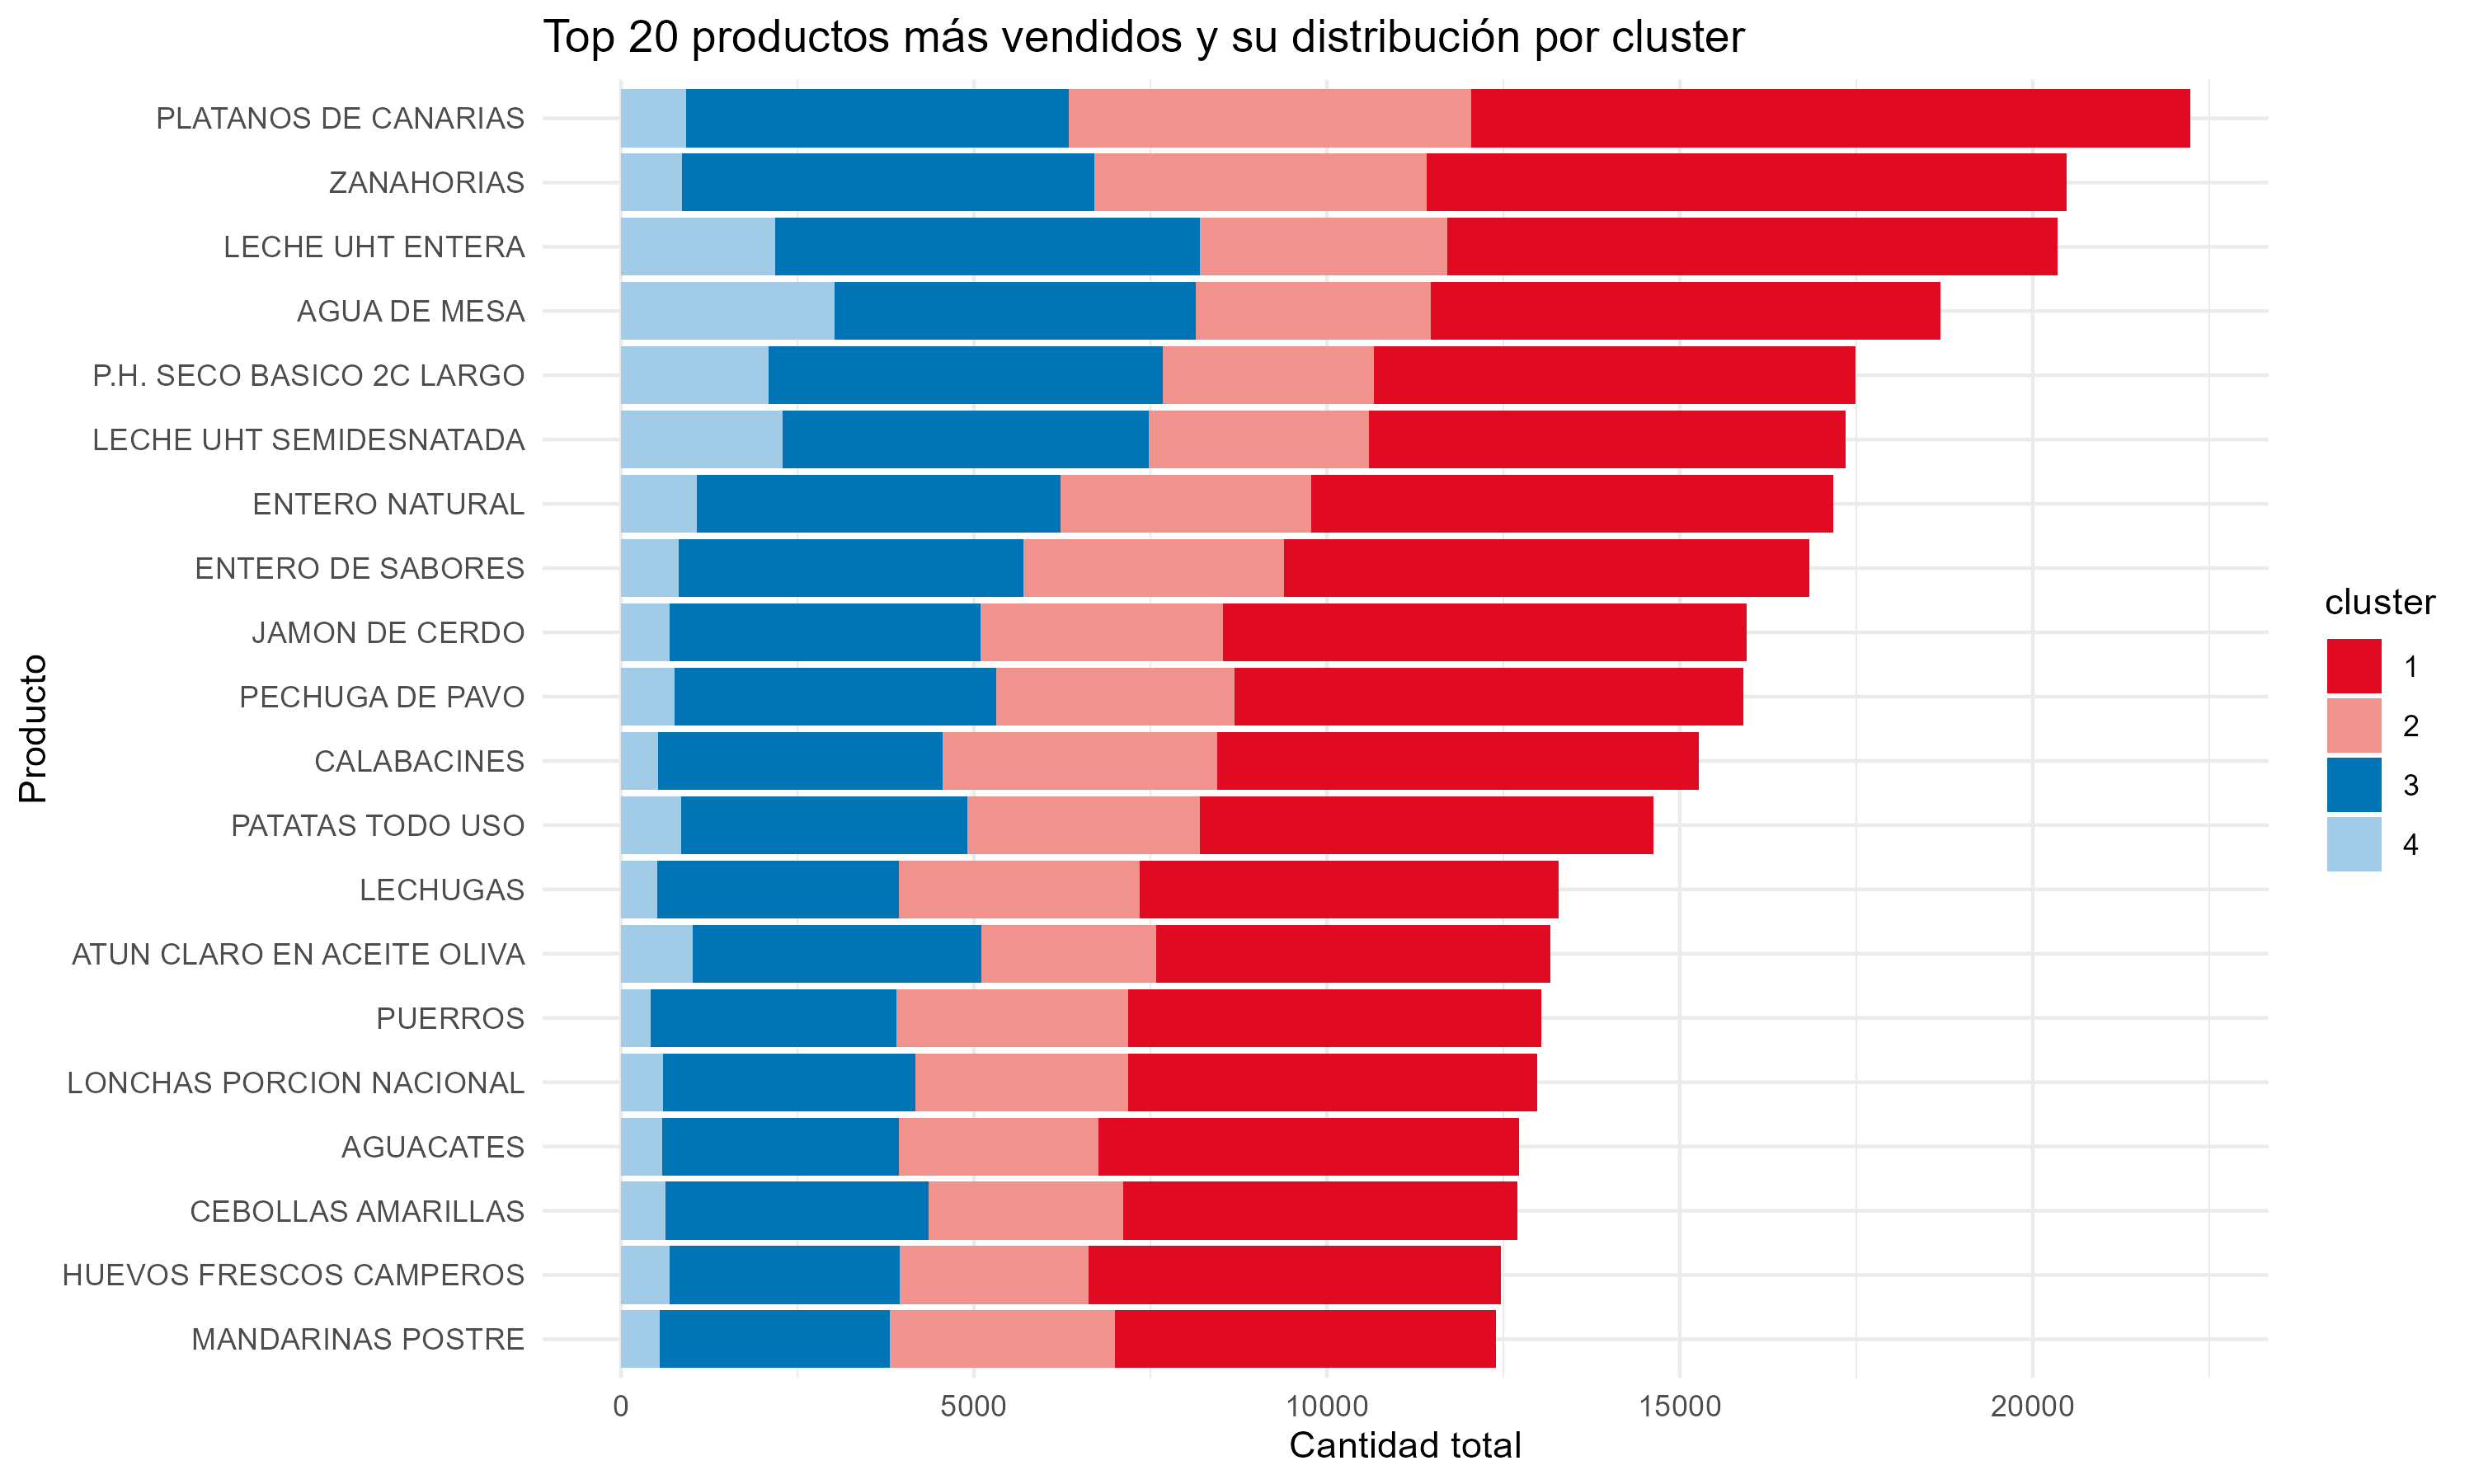 Top 20 productos más vendidos y su distribución por cluster
Producto
PLATANOS DE CANARIAS
ZANAHORIAS
LECHE UHT ENTERA
AGUA DE MESA
P.H. SECO BASICO 2C LARGO
LECHE UHT SEMIDESNATADA
ENTERO NATURAL
ENTERO DE SABORES
JAMON DE CERDO
PECHUGA DE PAVO
CALABACINES
PATATAS TODO USO
LECHUGAS
ATUN CLARO EN ACEITE OLIVA
PUERROS
LONCHAS PORCION NACIONAL
AGUACATES
CEBOLLAS AMARILLAS
HUEVOS FRESCOS CAMPEROS
MANDARINAS POSTRE
0 5000 10000 15000 20000
Cantidad total
cluster
1
2
3
4